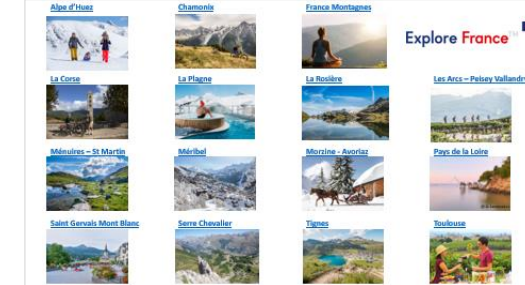 Alpe d'Huez
Chamonix
France Montagnes
Explore France
La Corse
La Plagne
La Rosière
Les Arcs – Peisey Vallandry
Ménuires – St Martin
Méribel
Morzine - Avoriaz
Pays de la Loire
Saint Gervais Mont Blanc
Serre Chevalier
Tignes
Toulouse